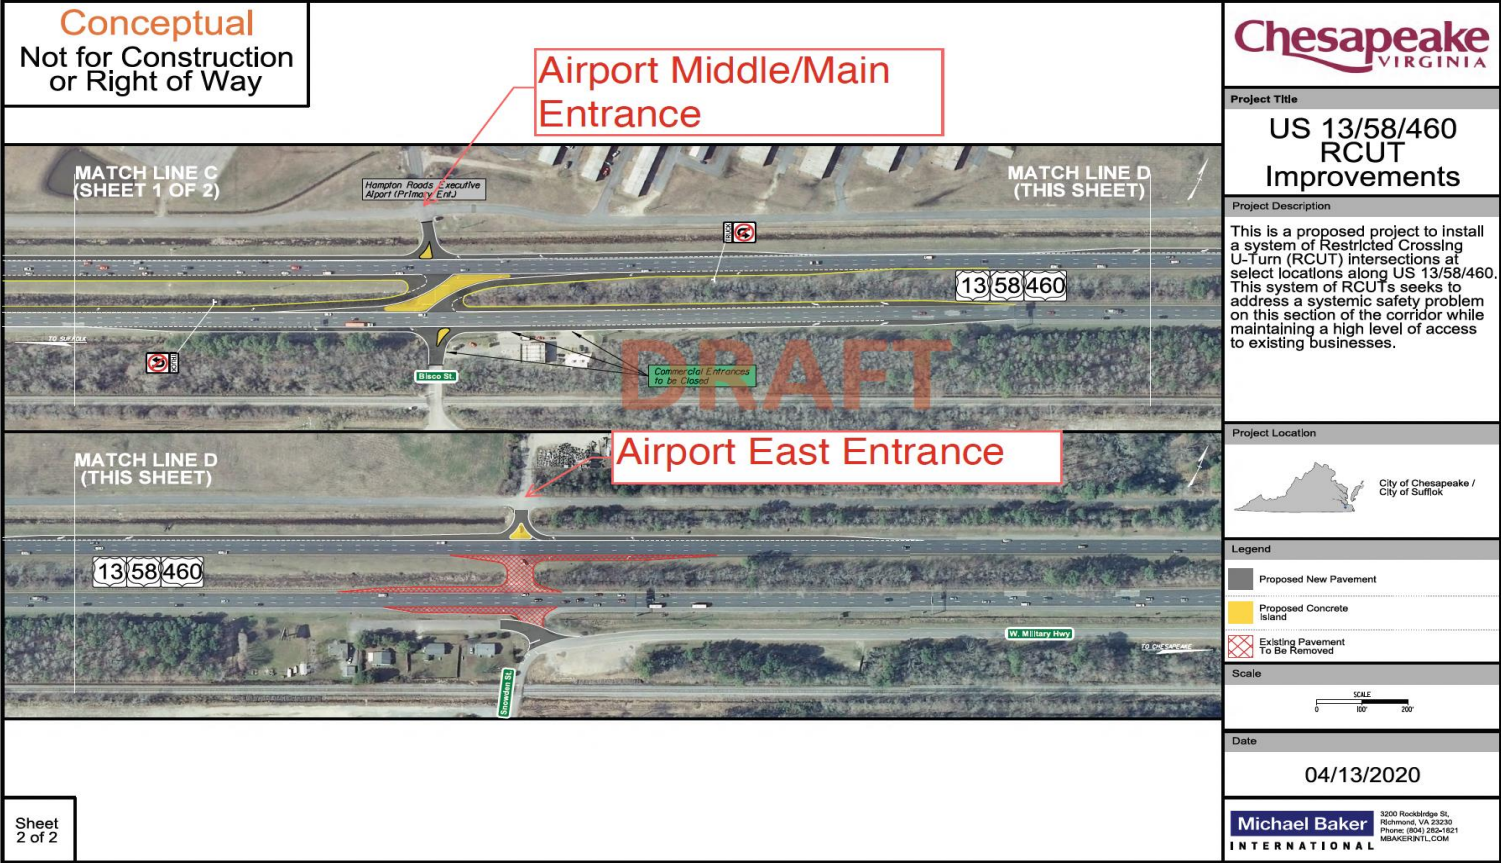 Conceptual
Not for Construction
or Right of Way
Airport Middle/Main
Entrance
MATCH LINE C
(SHEET 1 OF 2)
Hampton Roads Executive
Aiport (Primary Ent.)
MATCH LINE D
(THIS SHEET)
TRUCK
13 58 460
TO SUFFOLK
TRUCK
Bisco St.
Commercial Entrances
to be Closed
DRAFT
Airport East Entrance
MATCH LINE D
(THIS SHEET)
13 58 460
W. Military Hwy
TO CHESAPEAKE
Snowden St.
Sheet
2 of 2
Chesapeake
VIRGINIA
Project Title
US 13/58/460
RCUT
Improvements
Project Description
This is a proposed project to install
a system of Restricted Crossing
U-Turn (RCUT) intersections at
select locations along US 13/58/460.
This system of RCUTs seeks to
address a systemic safety problem
on this section of the corridor while
maintaining a high level of access
to existing businesses.
Project Location
City of Chesapeake /
City of Sufflok
Legend
Proposed New Pavement
Proposed Concrete
Island
Existing Pavement
To Be Removed
Scale
SCALE
0 100' 200'
Date
04/13/2020
Michael Baker
INTERNATIONAL
3200 Rockbirdge St,
Richmond, VA 23230
Phone: (804) 282-1821
MBAKERINTL.COM